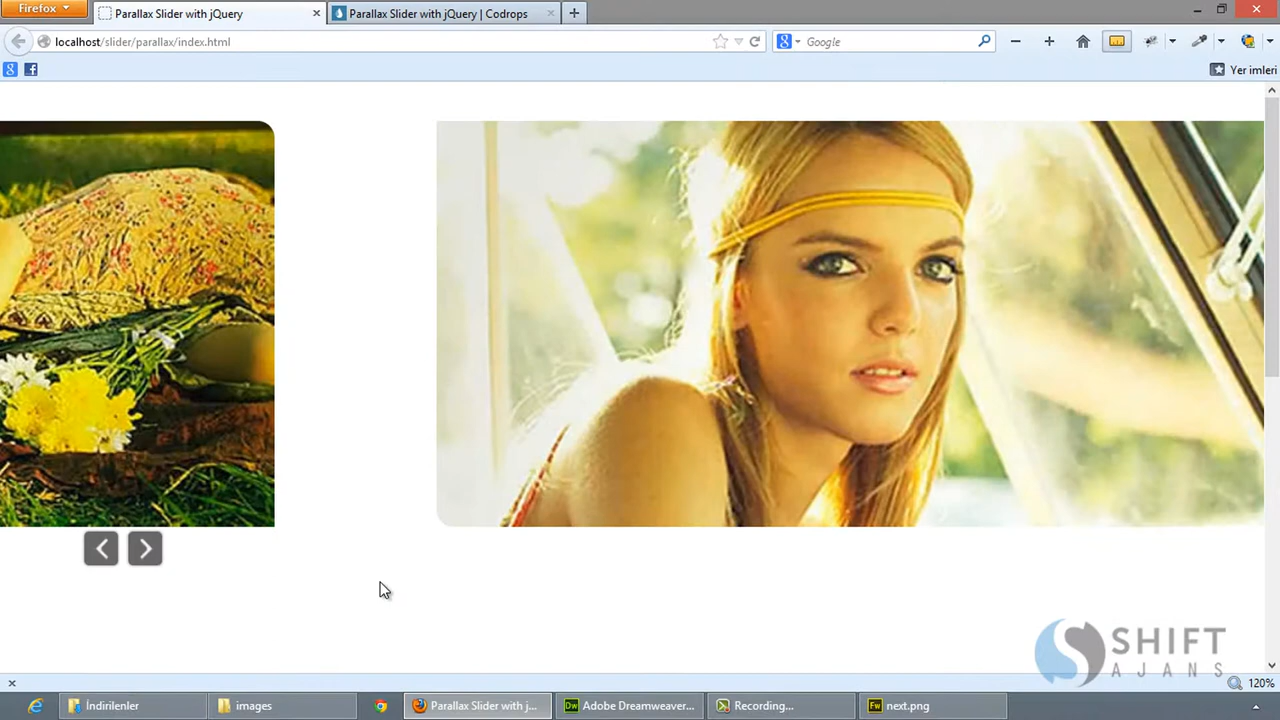 Firefox
Parallax Slider with jQuery
Parallax Slider with jQuery | Codrops
localhost/slider/parallax/index.html
Google
Yer imleri
SHIFT
AJANS
120%
İndirilenler
images
Parallax Slider with j...
Adobe Dreamweaver...
Recording...
next.png